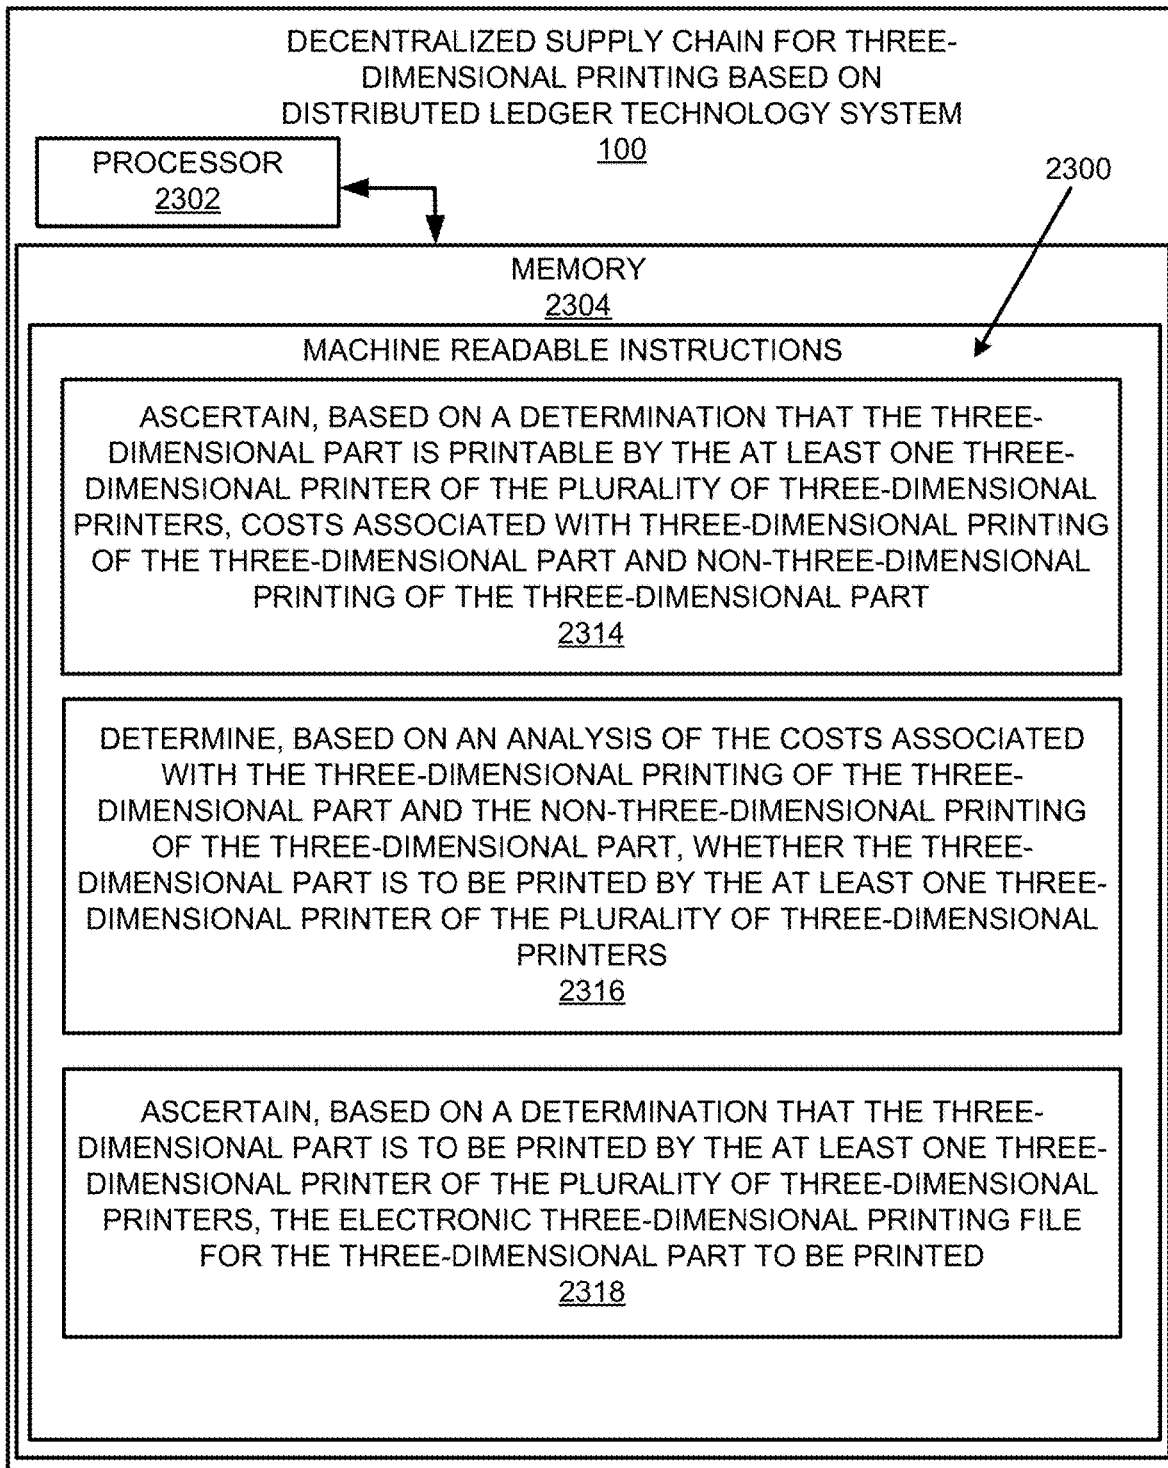 DECENTRALIZED SUPPLY CHAIN FOR THREE-
DIMENSIONAL PRINTING BASED ON
DISTRIBUTED LEDGER TECHNOLOGY SYSTEM
100
PROCESSOR
2302
2300
MEMORY
2304
MACHINE READABLE INSTRUCTIONS
ASCERTAIN, BASED ON A DETERMINATION THAT THE THREE-
DIMENSIONAL PART IS PRINTABLE BY THE AT LEAST ONE THREE-
DIMENSIONAL PRINTER OF THE PLURALITY OF THREE-DIMENSIONAL
PRINTERS, COSTS ASSOCIATED WITH THREE-DIMENSIONAL PRINTING
OF THE THREE-DIMENSIONAL PART AND NON-THREE-DIMENSIONAL
PRINTING OF THE THREE-DIMENSIONAL PART
2314
DETERMINE, BASED ON AN ANALYSIS OF THE COSTS ASSOCIATED
WITH THE THREE-DIMENSIONAL PRINTING OF THE THREE-
DIMENSIONAL PART AND THE NON-THREE-DIMENSIONAL PRINTING
OF THE THREE-DIMENSIONAL PART, WHETHER THE THREE-
DIMENSIONAL PART IS TO BE PRINTED BY THE AT LEAST ONE THREE-
DIMENSIONAL PRINTER OF THE PLURALITY OF THREE-DIMENSIONAL
PRINTERS
2316
ASCERTAIN, BASED ON A DETERMINATION THAT THE THREE-
DIMENSIONAL PART IS TO BE PRINTED BY THE AT LEAST ONE THREE-
DIMENSIONAL PRINTER OF THE PLURALITY OF THREE-DIMENSIONAL
PRINTERS, THE ELECTRONIC THREE-DIMENSIONAL PRINTING FILE
FOR THE THREE-DIMENSIONAL PART TO BE PRINTED
2318